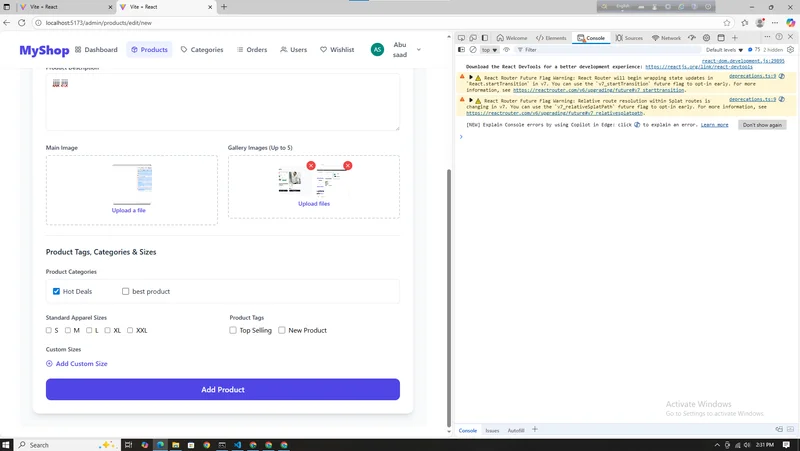 Vite + React
Vite + React
localhost:5173/admin/products/edit/new
MyShop
Dashboard
Products
Categories
Orders
Users
Wishlist
AS
Abu saad
Product Description
Main Image
Upload a file
Gallery Images (Up to 5)
Upload files
Product Tags, Categories & Sizes
Product Categories
Hot Deals
best product
Standard Apparel Sizes
S
M
L
XL
XXL
Product Tags
Top Selling
New Product
Custom Sizes
Add Custom Size
Add Product
Welcome
Elements
Console
Sources
Network
top
Filter
Default levels
75
2 hidden
react-dom.development.js:29895
Download the React DevTools for a better development experience: https://reactjs.org/link/react-devtools
React Router Future Flag Warning: React Router will begin wrapping state updates in
deprecations.ts:9
`React.startTransition` in v7. You can use the `v7_startTransition` future flag to opt-in early. For more
information, see https://reactrouter.com/v6/upgrading/future#v7_starttransition.
React Router Future Flag Warning: Relative route resolution within Splat routes is
deprecations.ts:9
changing in v7. You can use the `v7_relativeSplatPath` future flag to opt-in early. For more information, see
https://reactrouter.com/v6/upgrading/future#v7_relativesplatpath.
[NEW] Explain Console errors by using Copilot in Edge: click
to explain an error. Learn more
Don't show again
Activate Windows
Go to Settings to activate Windows.
Console
Issues
Autofill
Search
2:31 PM